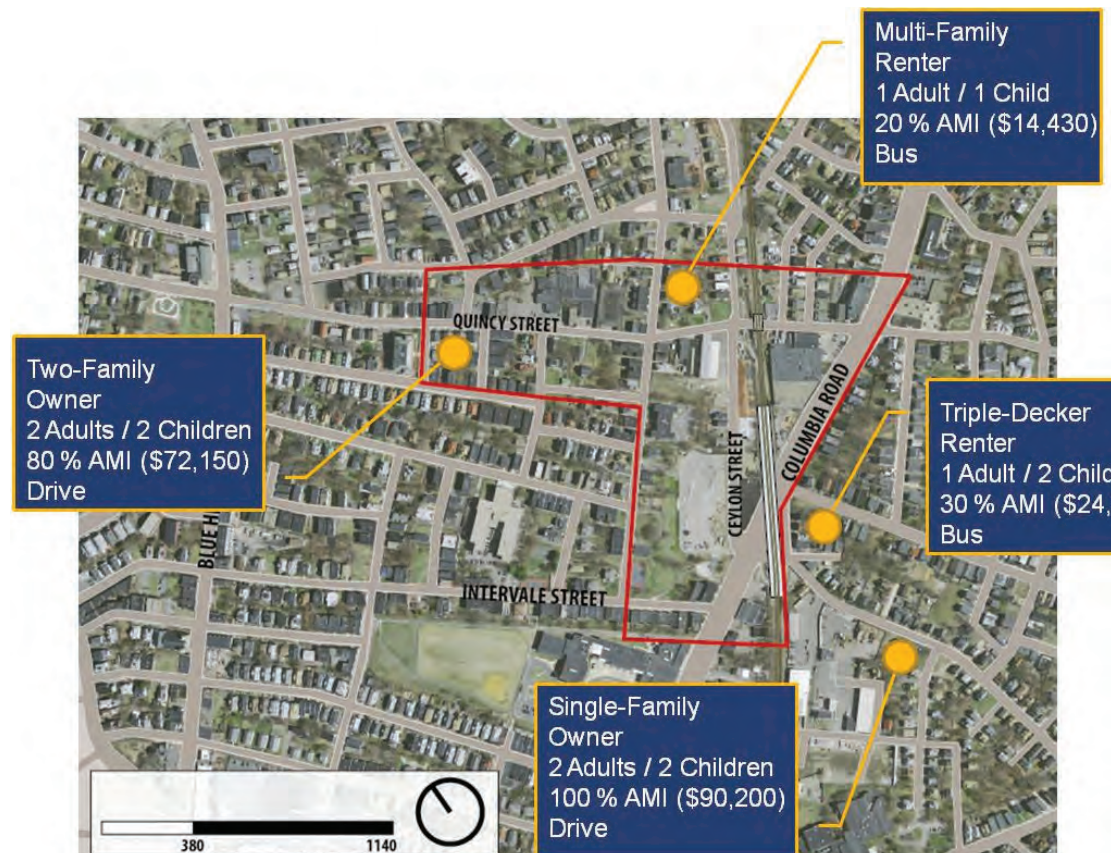 Multi-Family
Renter
1 Adult / 1 Child
20 % AMI ($14,430)
Bus
QUINCY STREET
Two-Family
Owner
2 Adults / 2 Children
80 % AMI ($72,150)
Drive
COLUMBIA ROAD
CEYLON STREET
Triple-Decker
Renter
1 Adult / 2
30 % AMI
Bus
INTERVALE STREET
Single-Family
Owner
2 Adults / 2 Children
100 % AMI ($90,200)
Drive
380
1140